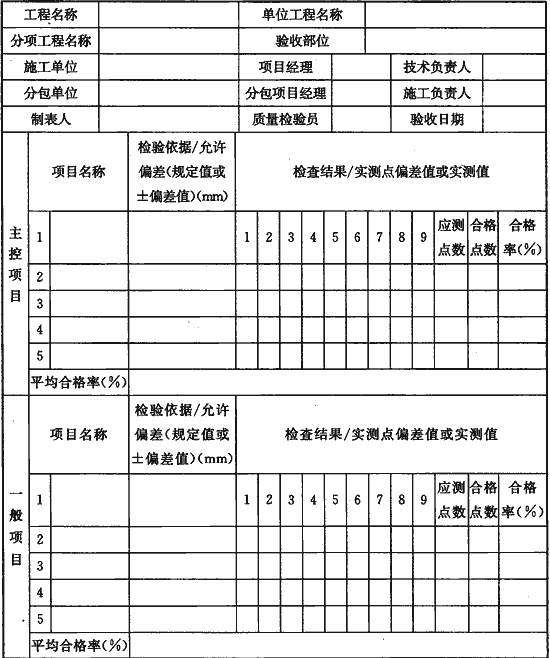 工程名称 单位工程名称
分项工程名称 验收部位
施工单位 项目经理 技术负责人
分包单位 分包项目经理 施工负责人
制表人 质量检验员 验收日期
主控项目
项目名称 检验依据/允许偏差(规定值或±偏差值)(mm) 检查结果/实测点偏差值或实测值
1 1 2 3 4 5 6 7 8 9 应测点数 合格点数 合格率(%)
2
3
4
5
平均合格率(%)
一般项目
项目名称 检验依据/允许偏差(规定值或±偏差值)(mm) 检查结果/实测点偏差值或实测值
1 1 2 3 4 5 6 7 8 9 应测点数 合格点数 合格率(%)
2
3
4
5
平均合格率(%)